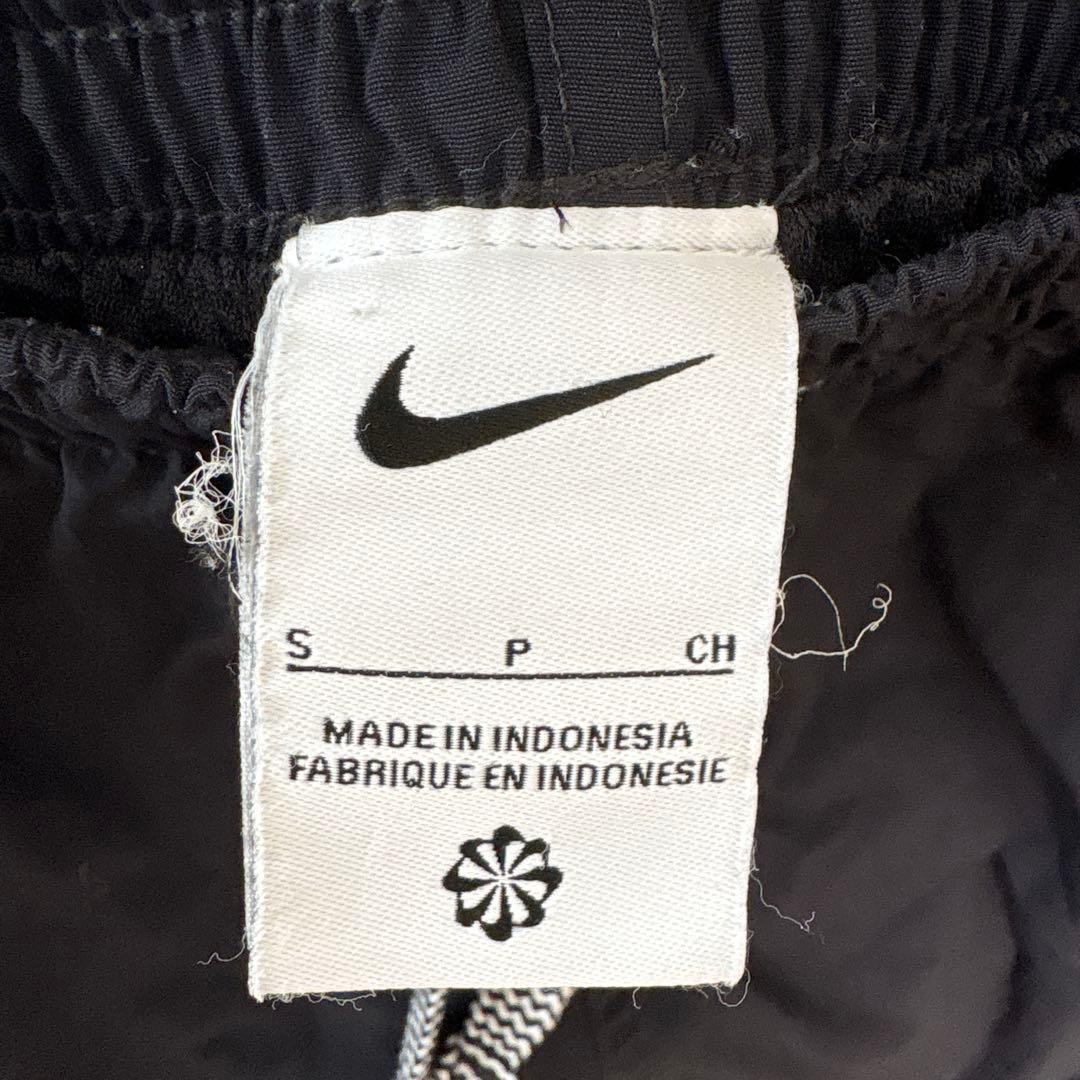 S P CH
MADE IN INDONESIA
FABRIQUE EN INDONESIE